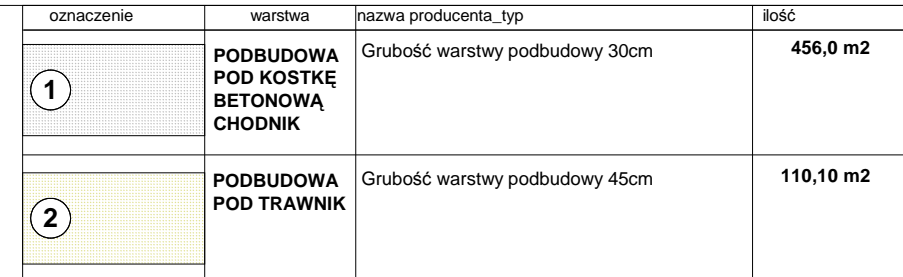 oznaczenie warstwa nazwa producenta_typ ilość
1 PODBUDOWA POD KOSTKĘ BETONOWĄ CHODNIK Grubość warstwy podbudowy 30cm 456,0 m2
2 PODBUDOWA POD TRAWNIK Grubość warstwy podbudowy 45cm 110,10 m2